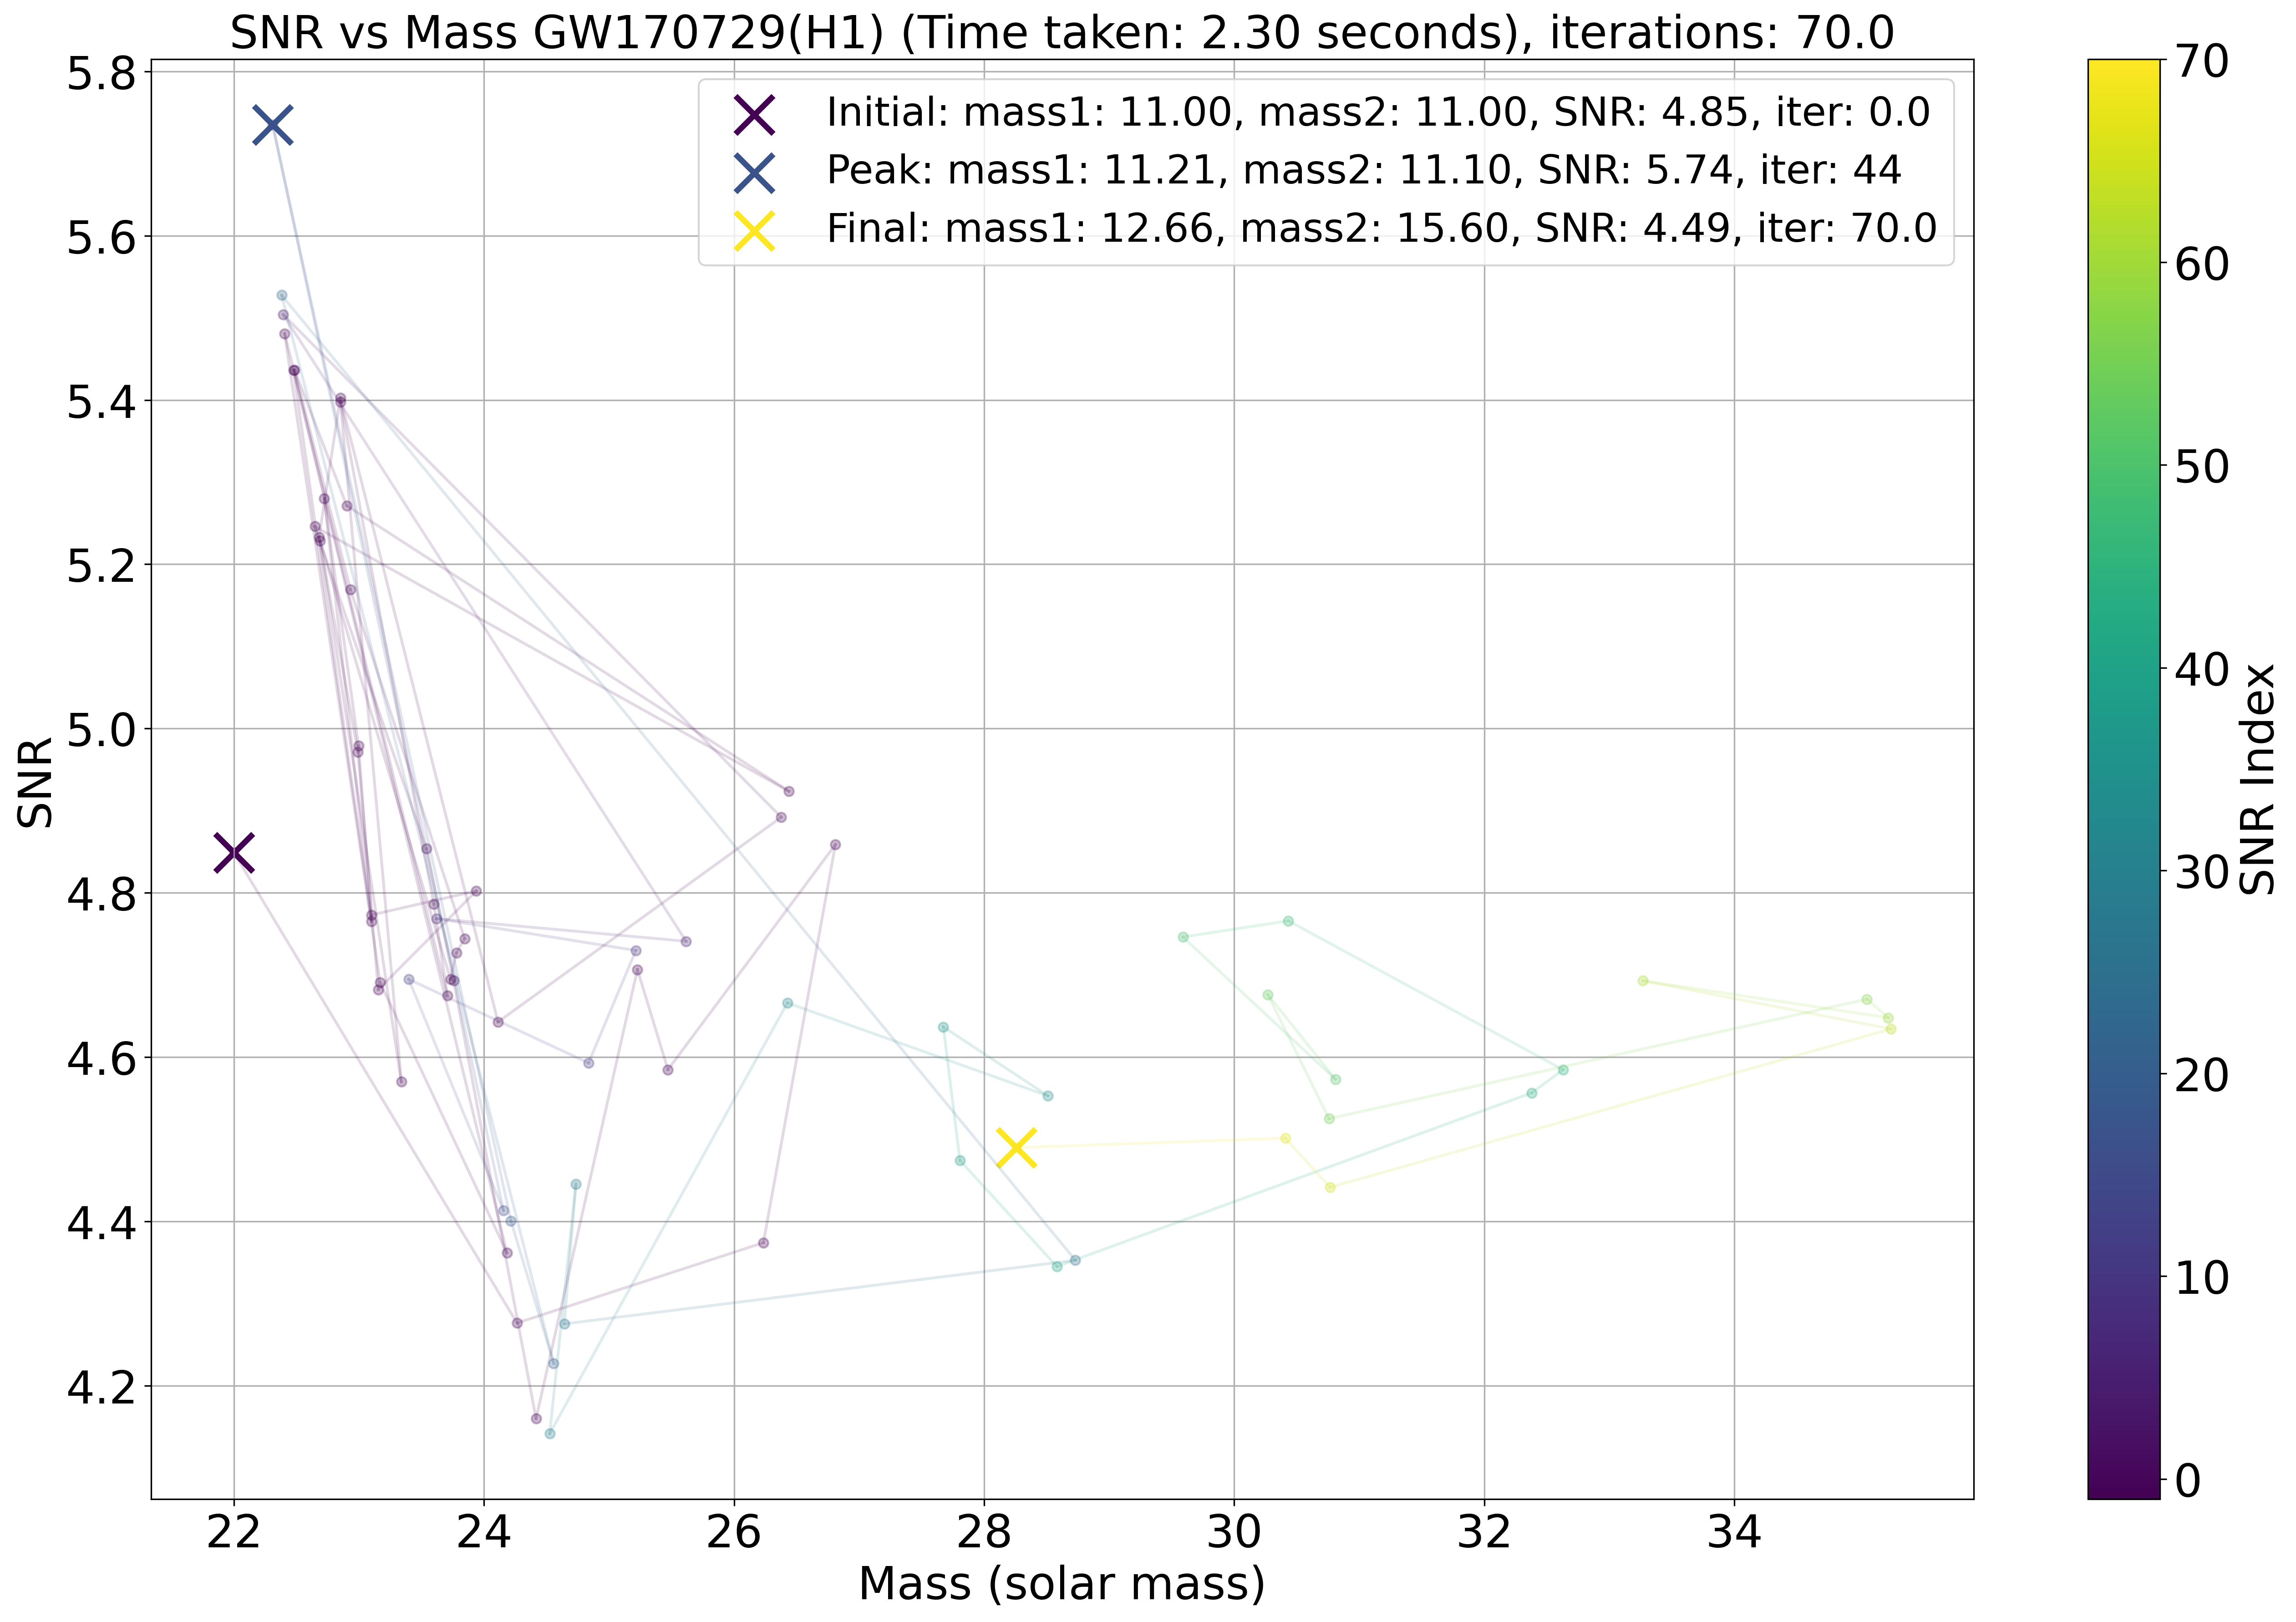 SNR vs Mass GW170729(H1) (Time taken: 2.30 seconds), iterations: 70.0
Initial: mass1: 11.00, mass2: 11.00, SNR: 4.85, iter: 0.0
Peak: mass1: 11.21, mass2: 11.10, SNR: 5.74, iter: 44
Final: mass1: 12.66, mass2: 15.60, SNR: 4.49, iter: 70.0
SNR
5.8
5.6
5.4
5.2
5.0
4.8
4.6
4.4
4.2
22 24 26 28 30 32 34
Mass (solar mass)
70
60
50
40
30
20
10
0
SNR Index